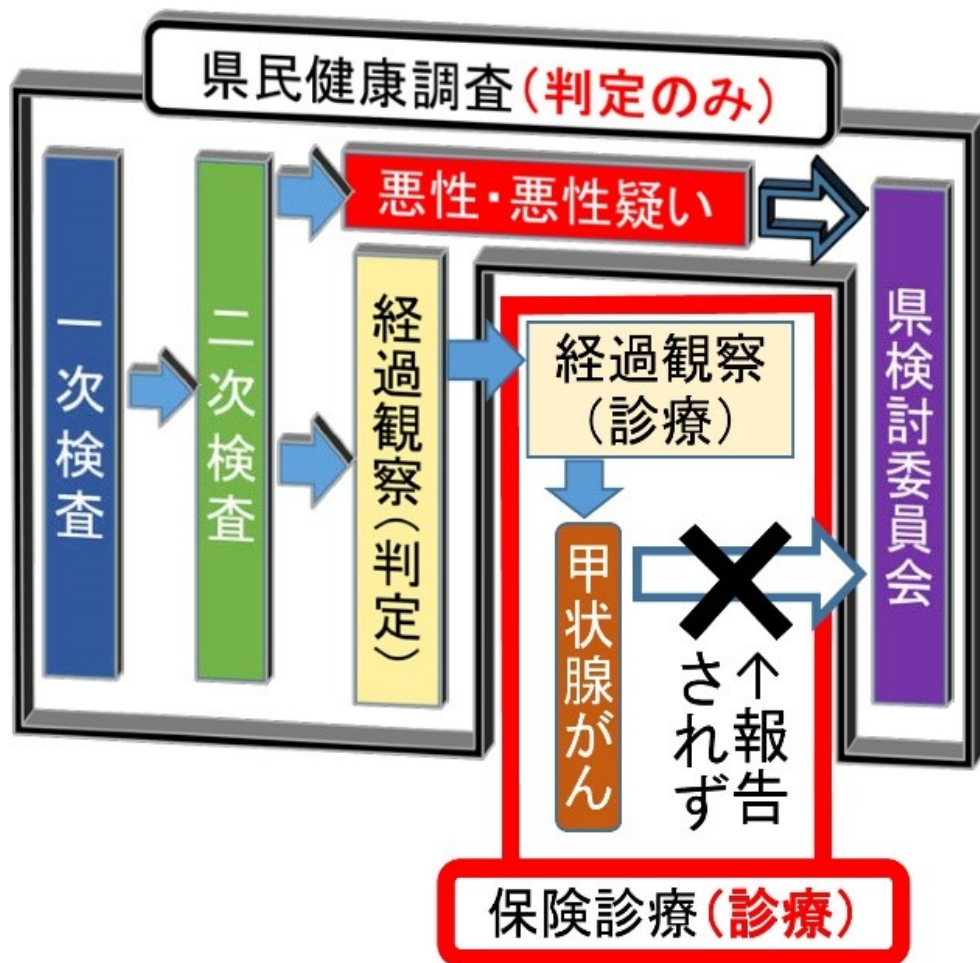 県民健康調査(判定のみ)
一次検査
二次検査
悪性・悪性疑い
経過観察(判定)
経過観察
(診療)
甲状腺がん
↑報告
されず
県検討委員会
保険診療(診療)